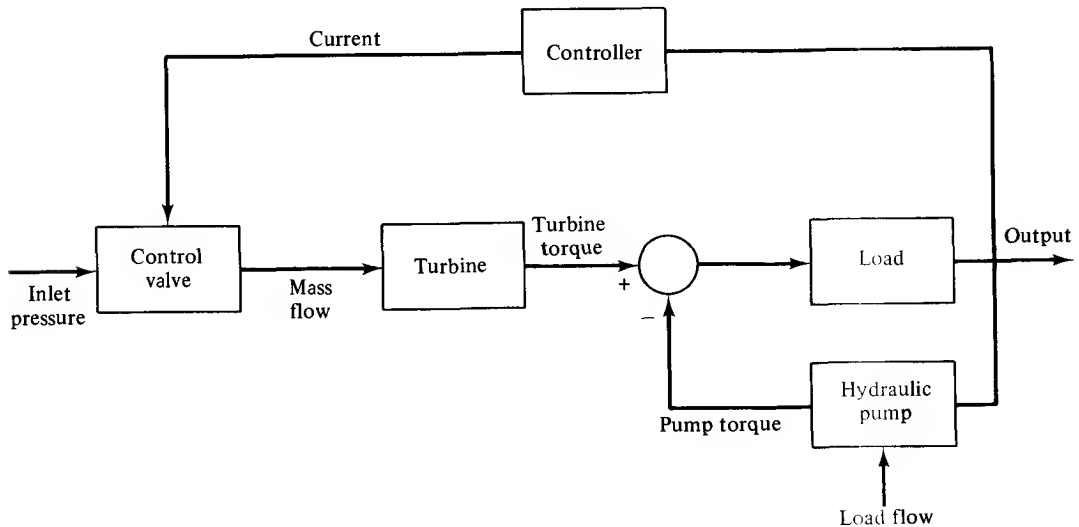 Current
Controller
Control
valve
Inlet
pressure
Mass
flow
Turbine
Turbine
torque
+
−
Load
Output
Hydraulic
pump
Pump torque
Load flow